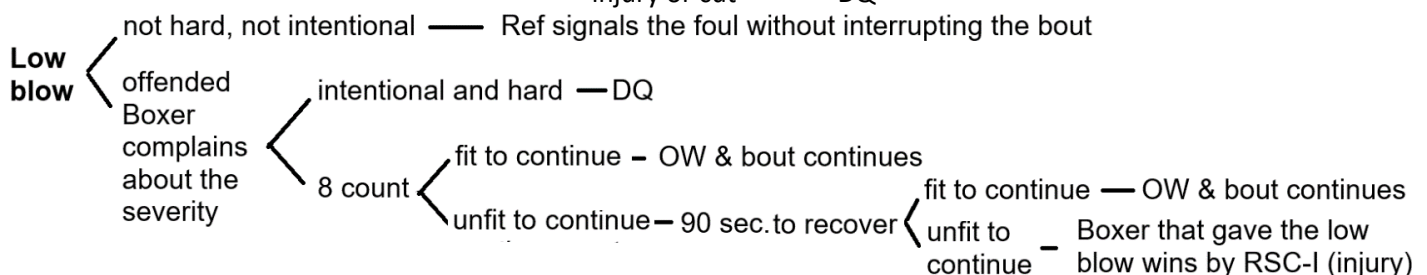 not hard, not intentional — Ref signals the foul without interrupting the bout
Low
blow
offended
Boxer
complains
about the
severity
intentional and hard — DQ
8 count
fit to continue – OW & bout continues
unfit to continue – 90 sec. to recover
fit to continue — OW & bout continues
unfit to
continue – Boxer that gave the low
blow wins by RSC-I (injury)